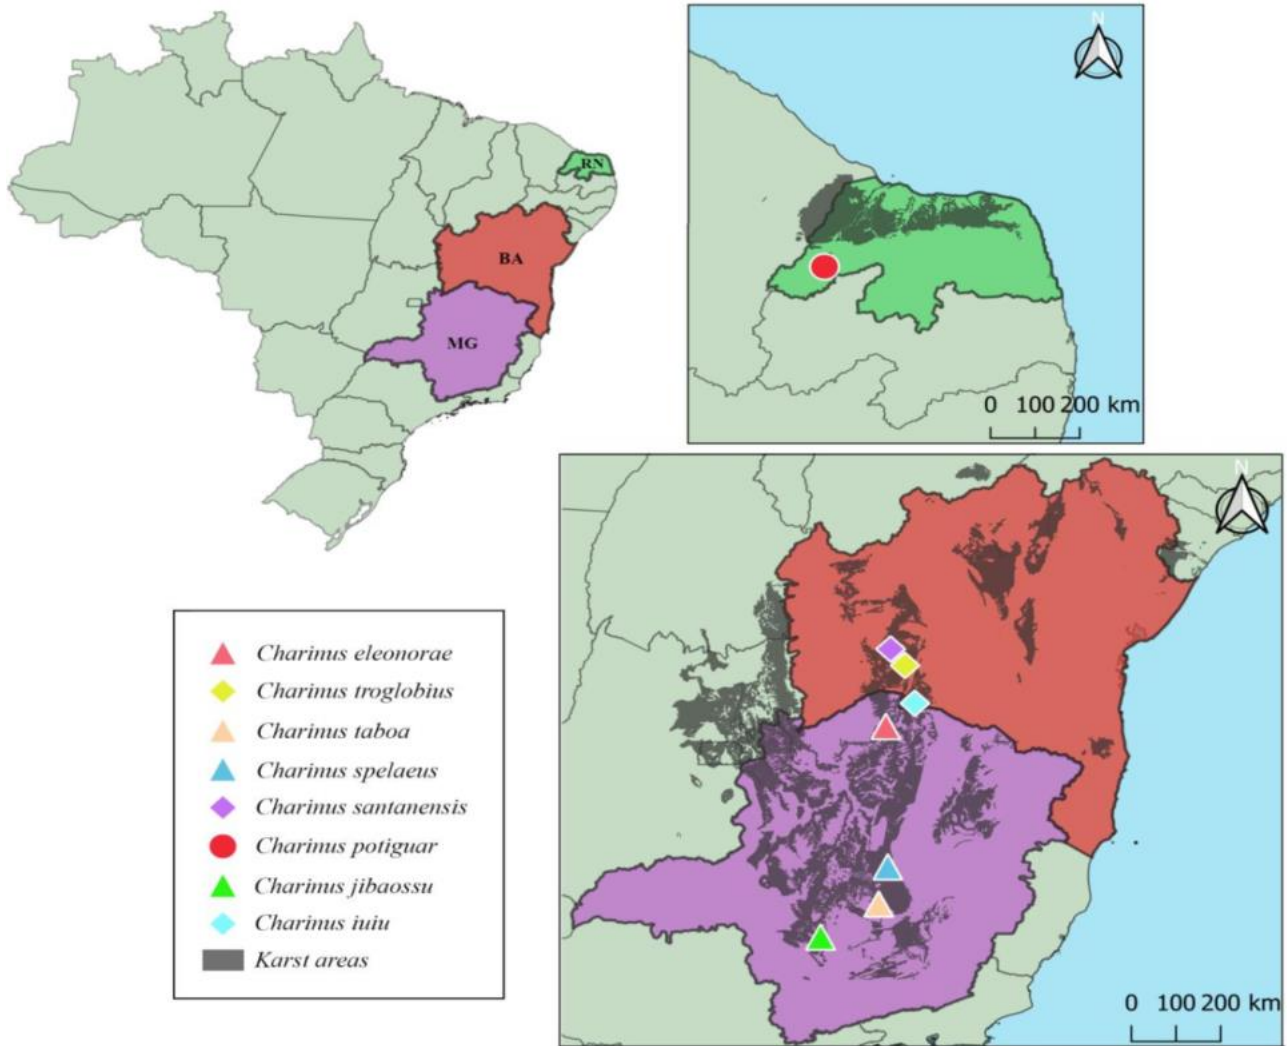 RN
BA
MG
N
0 100 200 km
N
0 100 200 km
Charinus eleonorae
Charinus troglobius
Charinus taboa
Charinus spelaeus
Charinus santanensis
Charinus potiguar
Charinus jibaossu
Charinus iuiu
Karst areas